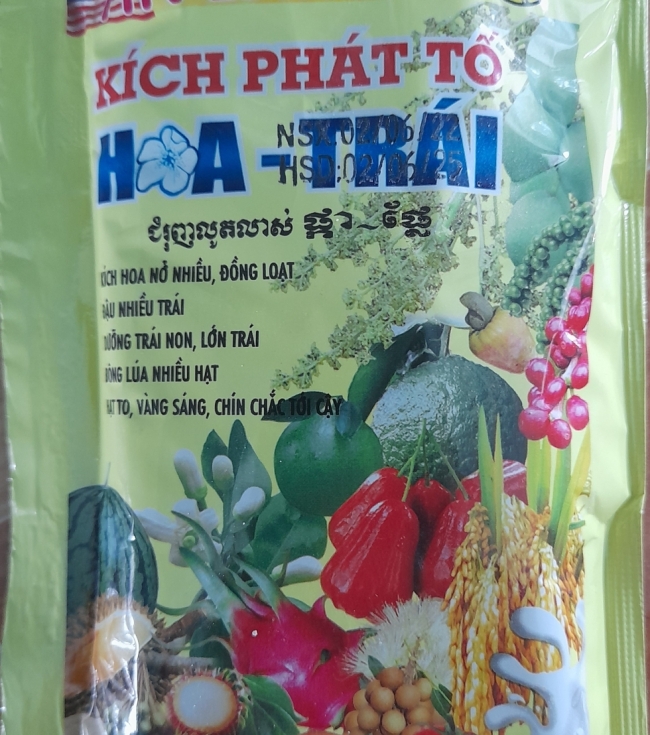 KÍCH PHÁT TỐ
HOA - TRÁI
NSX:02/06/22
HSD:02/06/25
ជំរុញលូតលាស់ ផ្កា~ផ្លែ
KÍCH HOA NỞ NHIỀU, ĐỒNG LOẠT
ĐẬU NHIỀU TRÁI
DƯỠNG TRÁI NON, LỚN TRÁI
BÔNG LÚA NHIỀU HẠT
HẠT TO, VÀNG SÁNG, CHÍN CHẮC TỚI CẬY